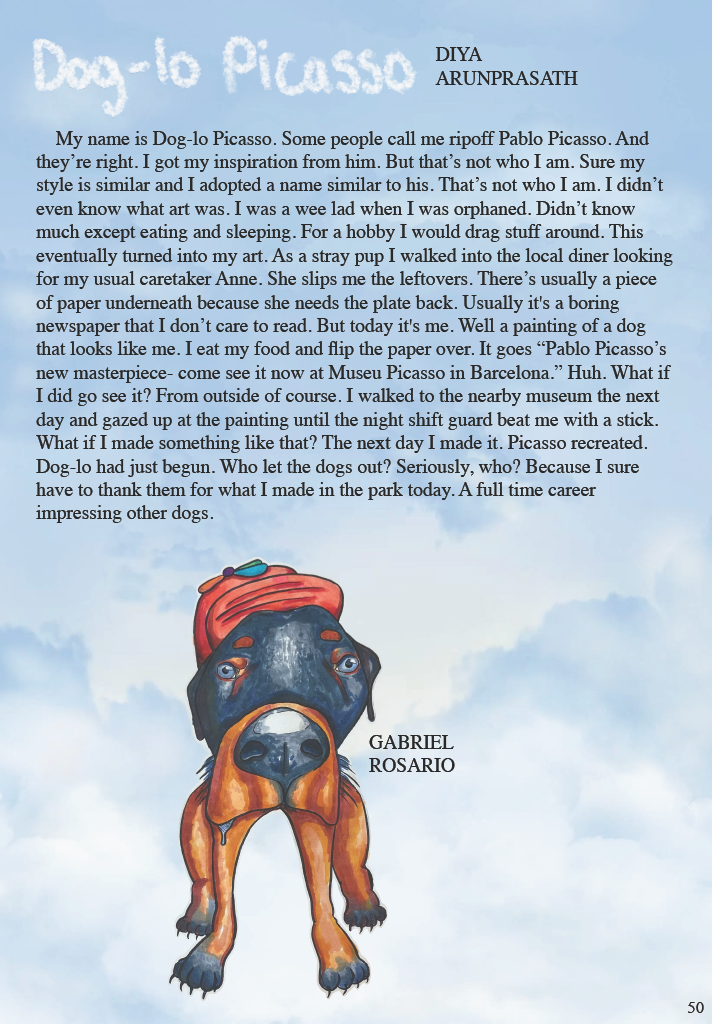 Dog-lo Picasso
DIYA
ARUNPRASATH
My name is Dog-lo Picasso. Some people call me ripoff Pablo Picasso. And
they’re right. I got my inspiration from him. But that’s not who I am. Sure my
style is similar and I adopted a name similar to his. That’s not who I am. I didn’t
even know what art was. I was a wee lad when I was orphaned. Didn’t know
much except eating and sleeping. For a hobby I would drag stuff around. This
eventually turned into my art. As a stray pup I walked into the local diner looking
for my usual caretaker Anne. She slips me the leftovers. There’s usually a piece
of paper underneath because she needs the plate back. Usually it's a boring
newspaper that I don’t care to read. But today it's me. Well a painting of a dog
that looks like me. I eat my food and flip the paper over. It goes “Pablo Picasso’s
new masterpiece- come see it now at Museu Picasso in Barcelona.” Huh. What if
I did go see it? From outside of course. I walked to the nearby museum the next
day and gazed up at the painting until the night shift guard beat me with a stick.
What if I made something like that? The next day I made it. Picasso recreated.
Dog-lo had just begun. Who let the dogs out? Seriously, who? Because I sure
have to thank them for what I made in the park today. A full time career
impressing other dogs.
GABRIEL
ROSARIO
50